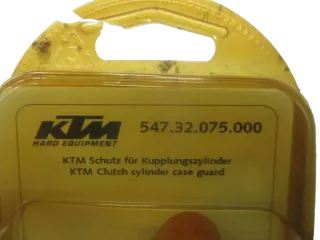 KTM 547.32.075.000
HARD EQUIPMENT
KTM Schutz für Kupplungszylinder
KTM Clutch cylinder case guard